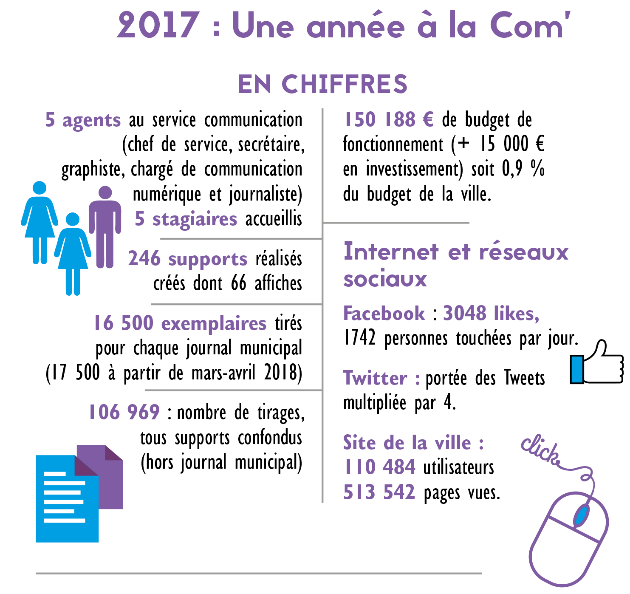 2017 : Une année à la Com'
EN CHIFFRES
5 agents au service communication
(chef de service, secrétaire,
graphiste, chargé de communication
numérique et journaliste)
5 stagiaires accueillis
246 supports réalisés
créés dont 66 affiches
16 500 exemplaires tirés
pour chaque journal municipal
(17 500 à partir de mars-avril 2018)
106 969 : nombre de tirages,
tous supports confondus
(hors journal municipal)
150 188 € de budget de
fonctionnement (+ 15 000 €
en investissement) soit 0,9 %
du budget de la ville.
Internet et réseaux
sociaux
Facebook : 3048 likes,
1742 personnes touchées par jour.
Twitter : portée des Tweets
multipliée par 4.
Site de la ville :
110 484 utilisateurs
513 542 pages vues.
click